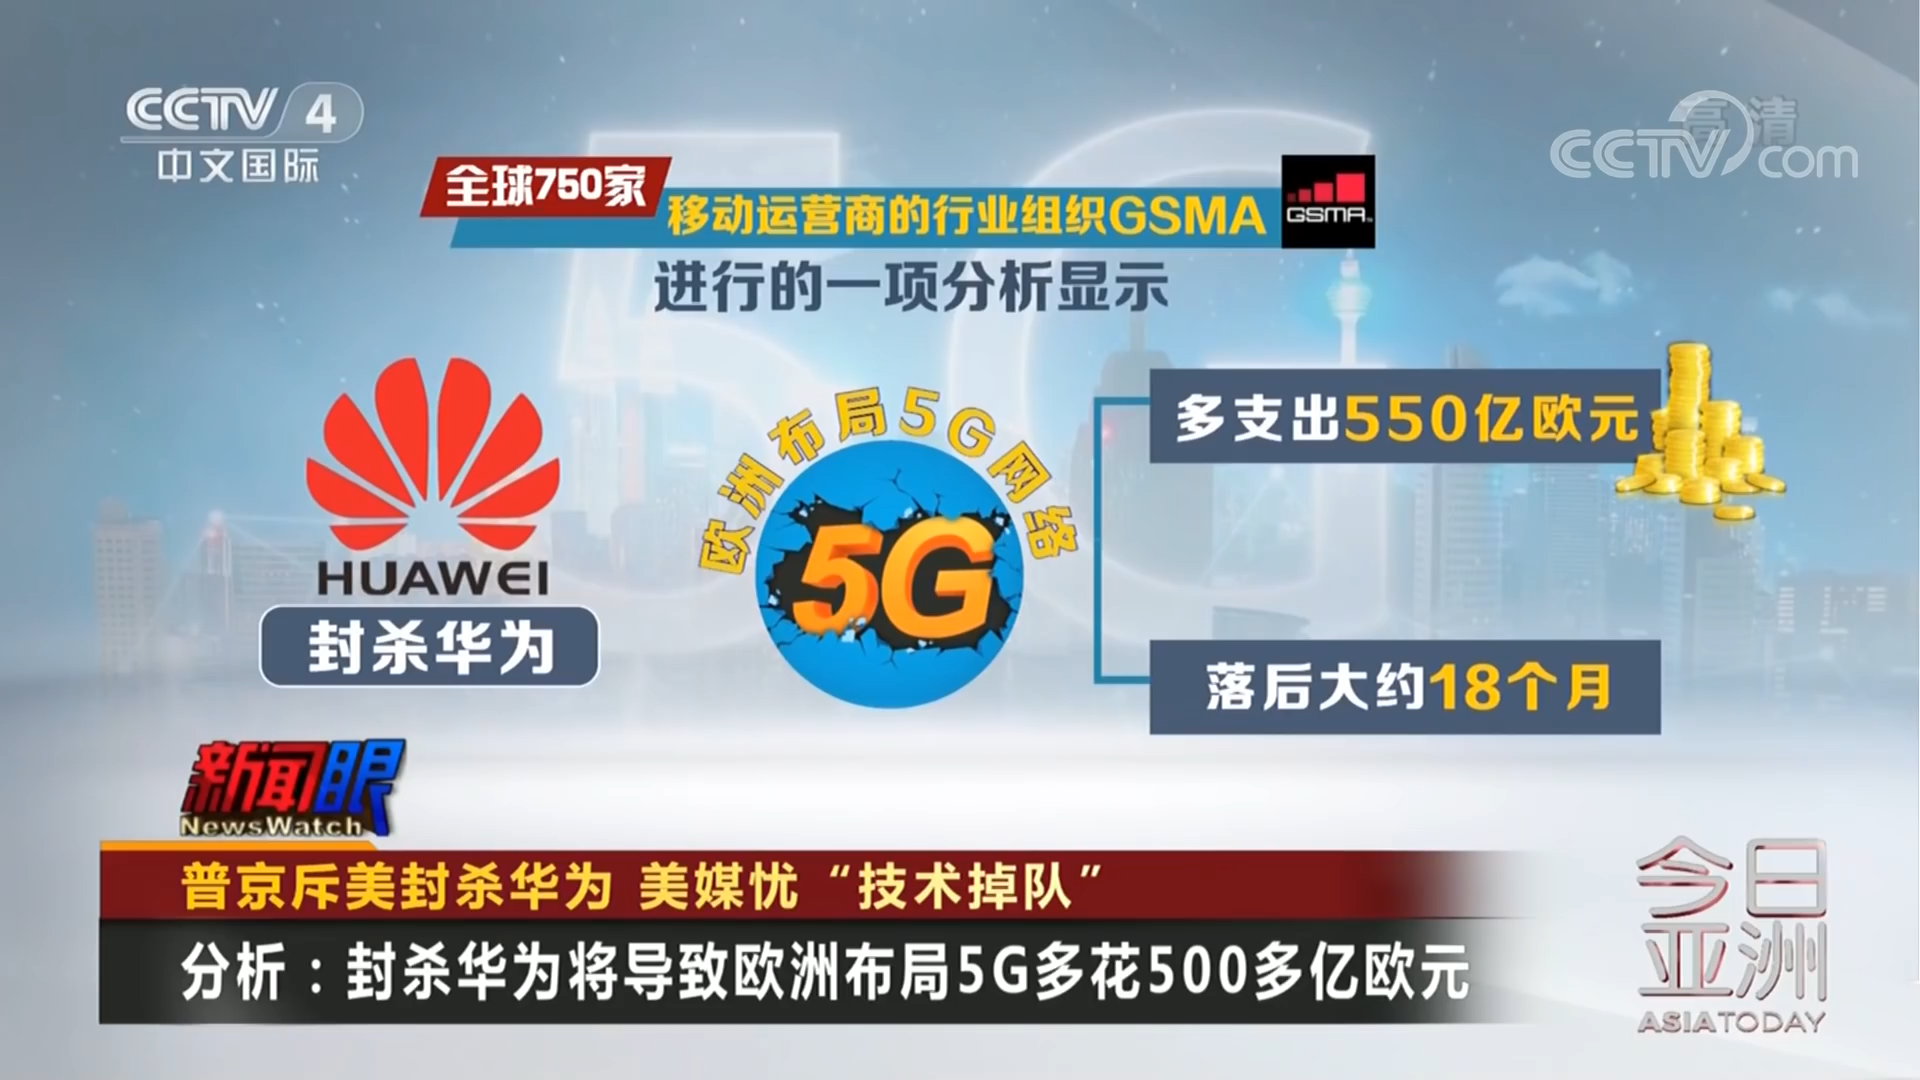 CCTV 4
中文国际
高清
CCTV.com
全球750家
移动运营商的行业组织GSMA
GSMA
进行的一项分析显示
HUAWEI
封杀华为
欧洲布局5G网络
5G
多支出550亿欧元
落后大约18个月
新闻眼
NewsWatch
普京斥美封杀华为 美媒忧“技术掉队”
分析：封杀华为将导致欧洲布局5G多花500多亿欧元
今日
亚洲
ASIATODAY